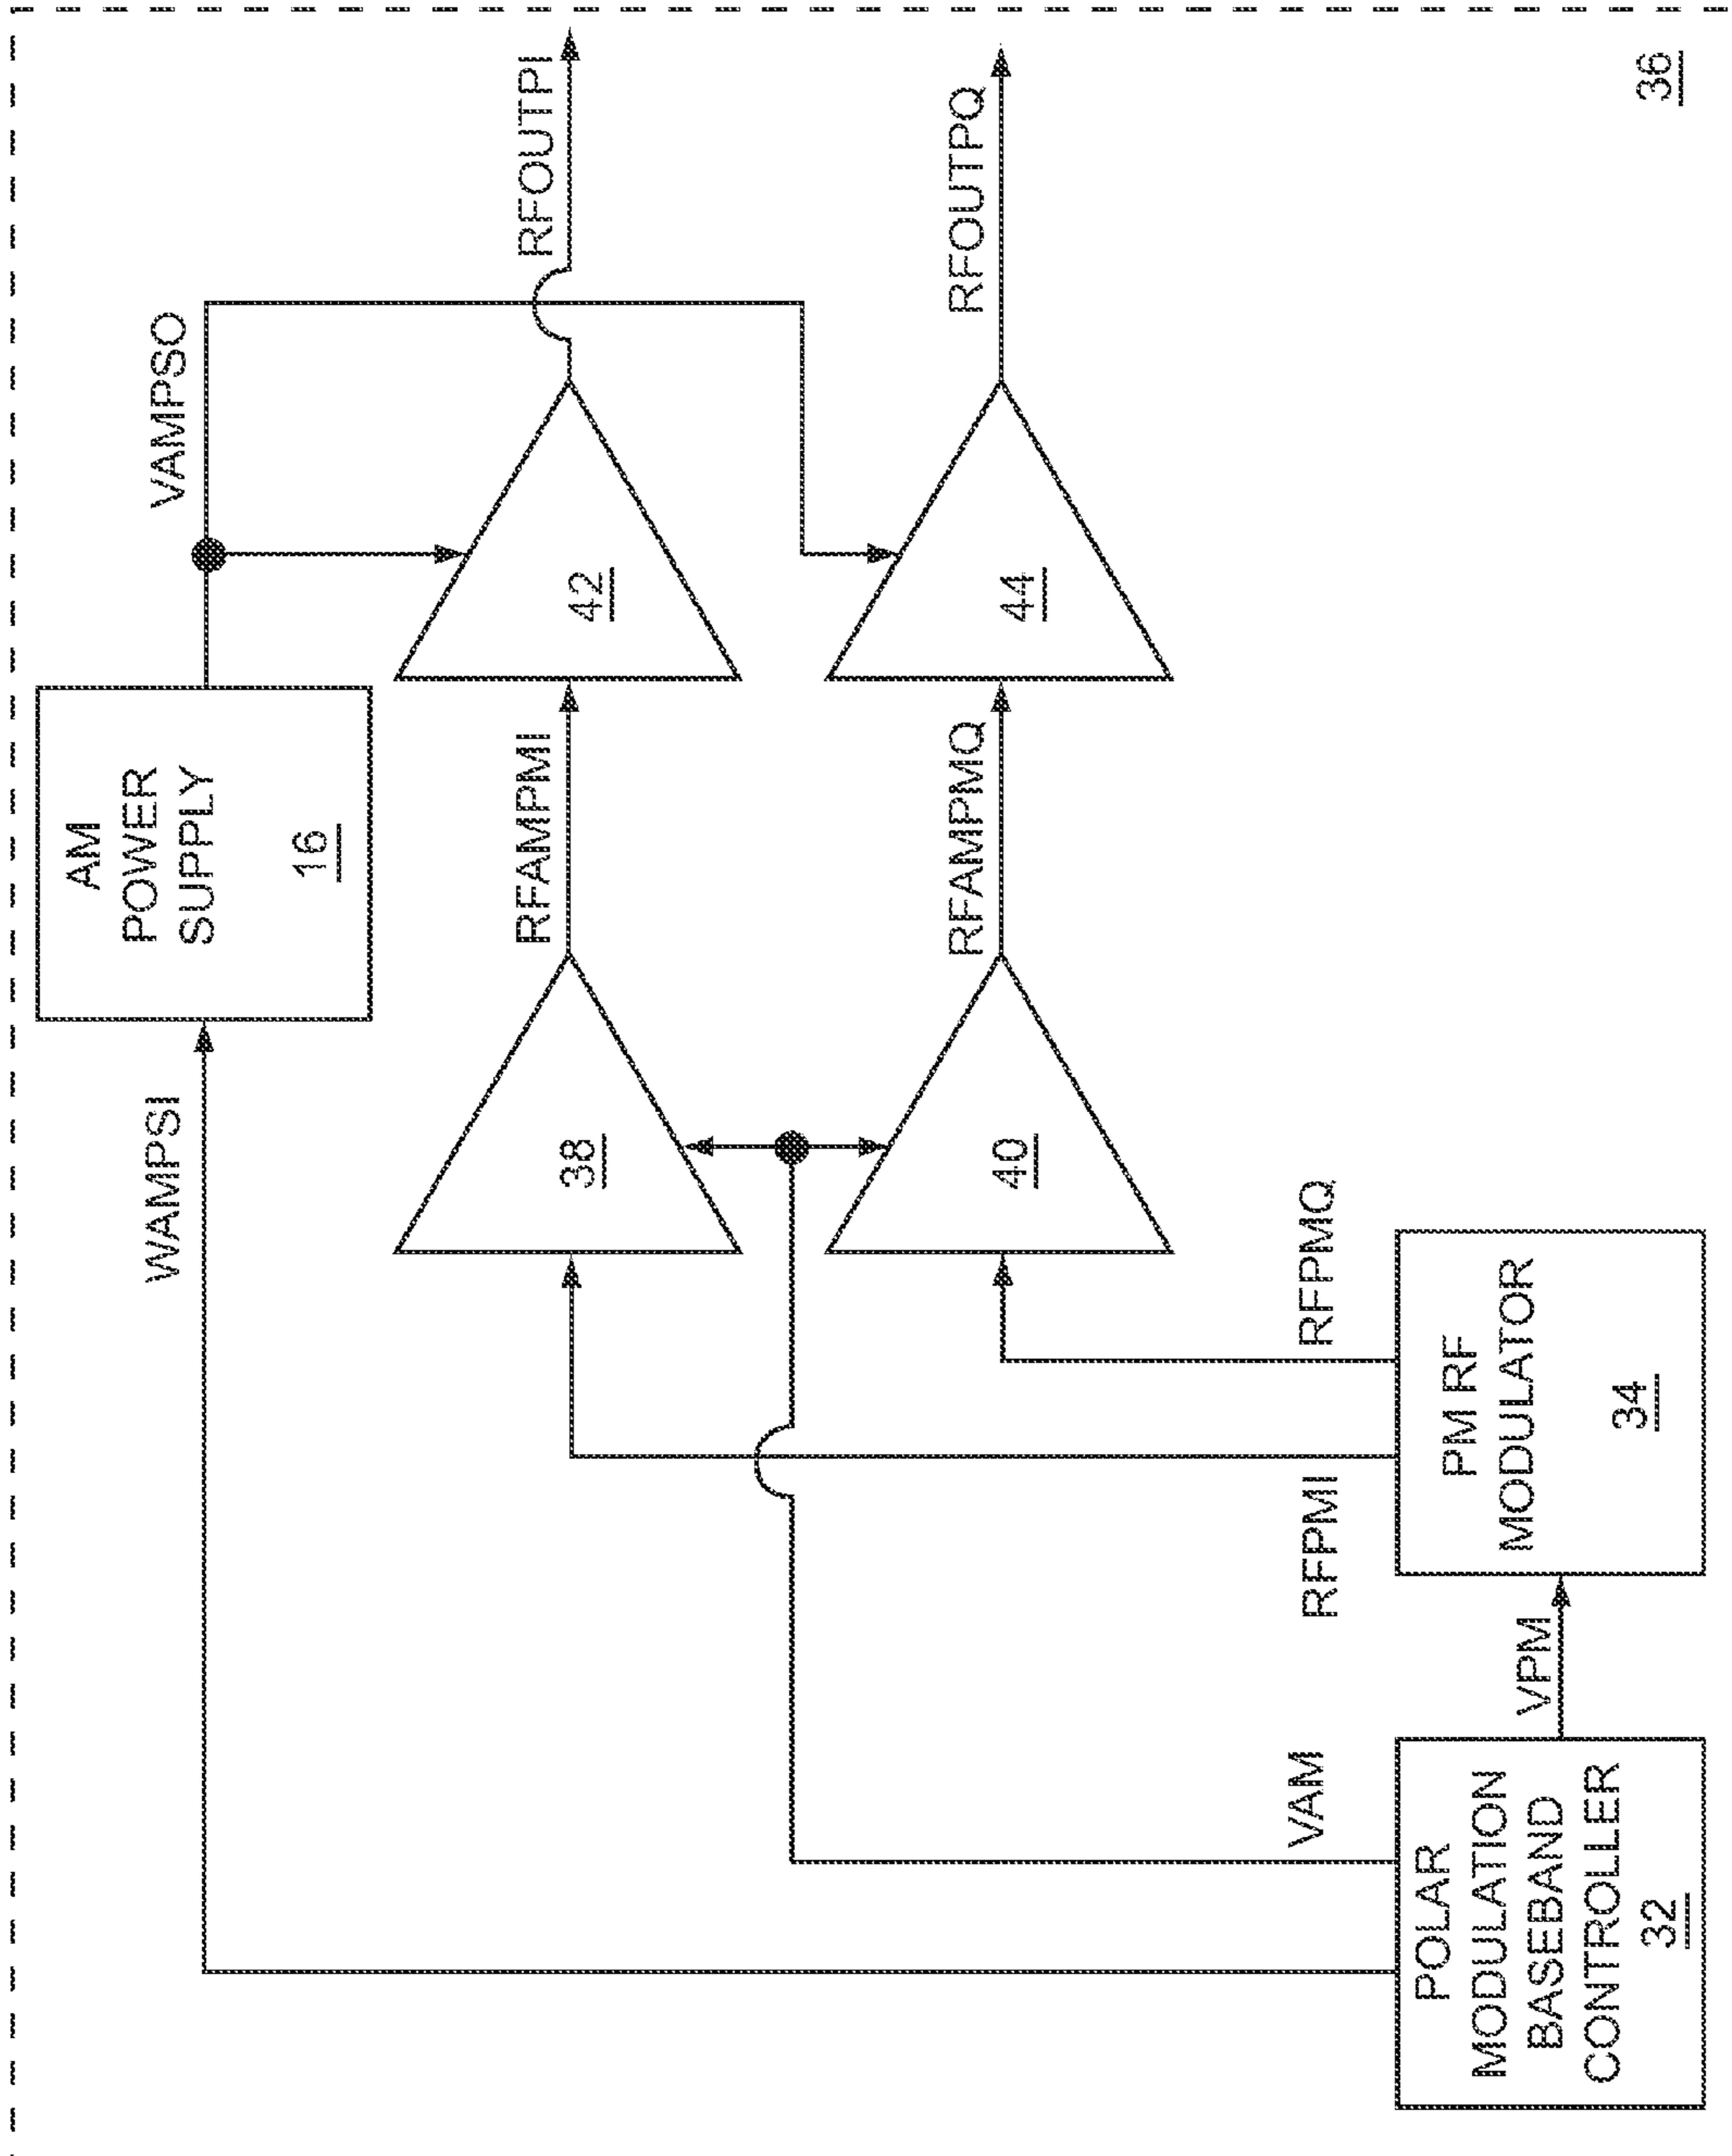 AM
POWER
SUPPLY
16
WAMPSI
VAMPSO
RFOUTPI
RFAMPMI
38
42
RFOUTPQ
RFAMPMQ
40
44
RFPMQ
RFPMI
VAM
VPM
POLAR
MODULATION
BASEBAND
CONTROLLER
32
PM RF
MODULATOR
34
36